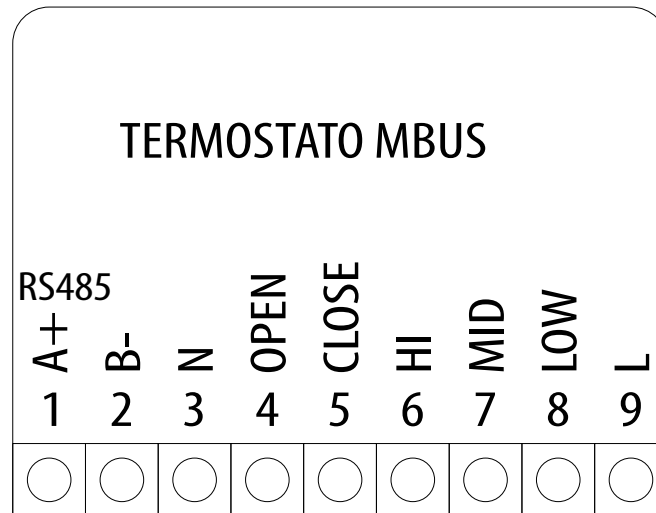 TERMOSTATO MBUS
RS485
A+ B- N OPEN CLOSE HI MID LOW L
1 2 3 4 5 6 7 8 9